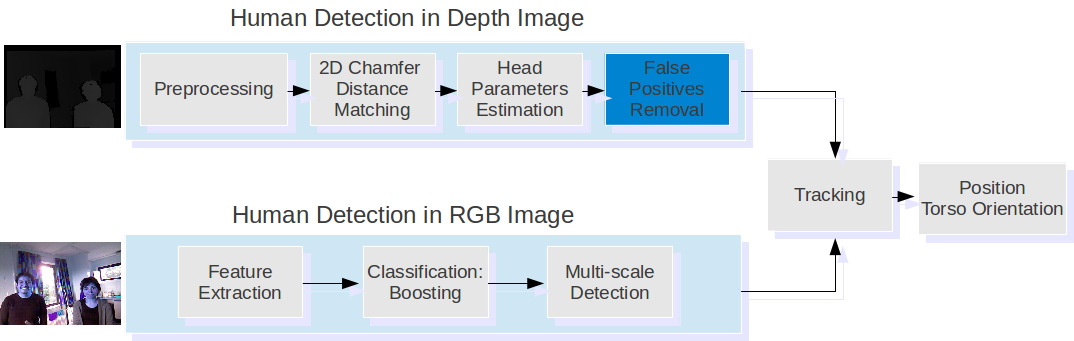 Human Detection in Depth Image
Preprocessing
2D Chamfer
Distance
Matching
Head
Parameters
Estimation
False
Positives
Removal
Tracking
Position
Torso Orientation
Human Detection in RGB Image
Feature
Extraction
Classification:
Boosting
Multi-scale
Detection